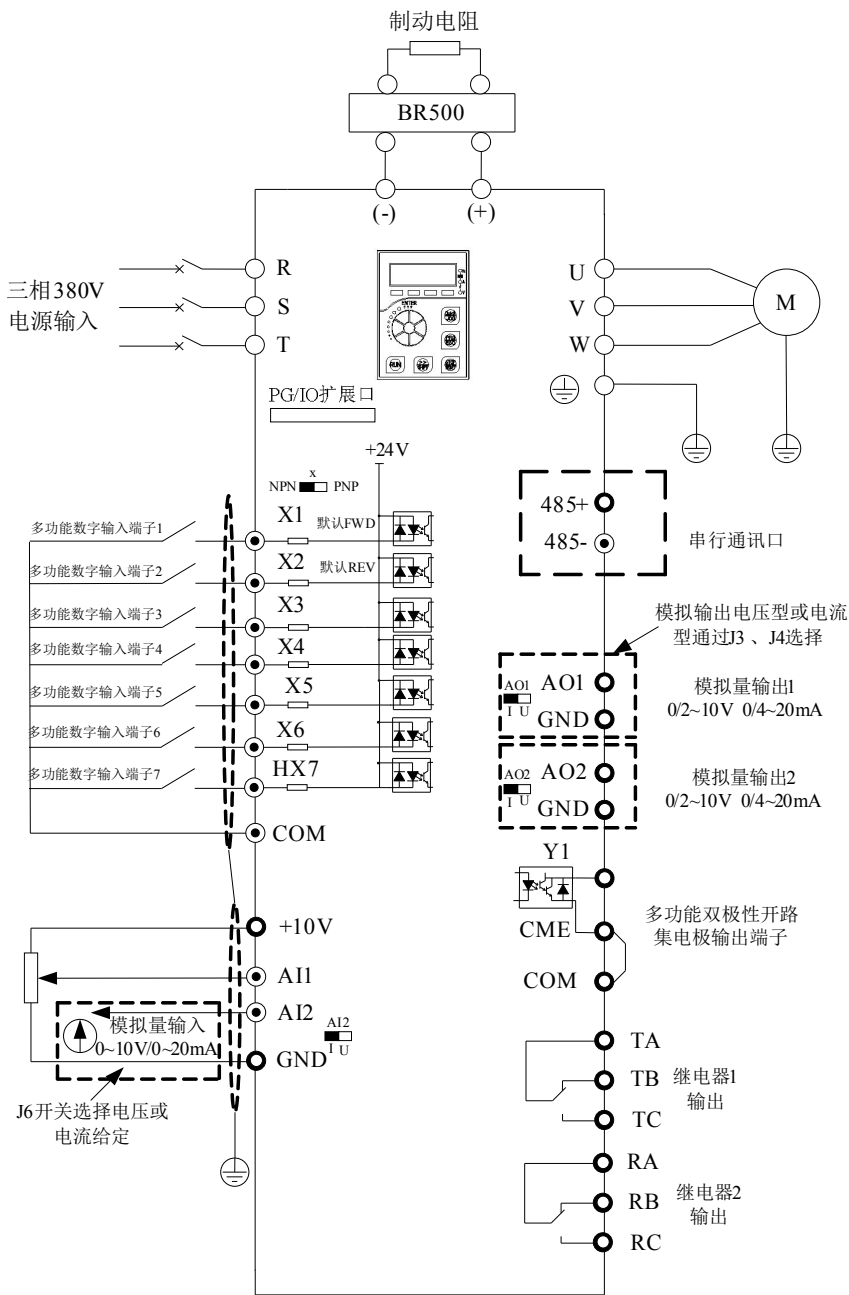 制动电阻
BR500
(-)
(+)
三相380V
电源输入
R
S
T
ENTER
RUN
U
V
W
M
PG/IO扩展口
+24V
X
NPN
PNP
多功能数字输入端子1
X1
默认FWD
多功能数字输入端子2
X2
默认REV
多功能数字输入端子3
X3
多功能数字输入端子4
X4
多功能数字输入端子5
X5
多功能数字输入端子6
X6
多功能数字输入端子7
HX7
COM
485+
485-
串行通讯口
模拟输出电压型或电流
型通过J3 、J4选择
AO1
I U
AO1
GND
模拟量输出1
0/2~10V 0/4~20mA
AO2
I U
AO2
GND
模拟量输出2
0/2~10V 0/4~20mA
Y1
CME
COM
多功能双极性开路
集电极输出端子
+10V
AI1
AI2
GND
AI2
I U
模拟量输入
0~10V/0~20mA
J6开关选择电压或
电流给定
TA
TB
TC
继电器1
输出
RA
RB
RC
继电器2
输出